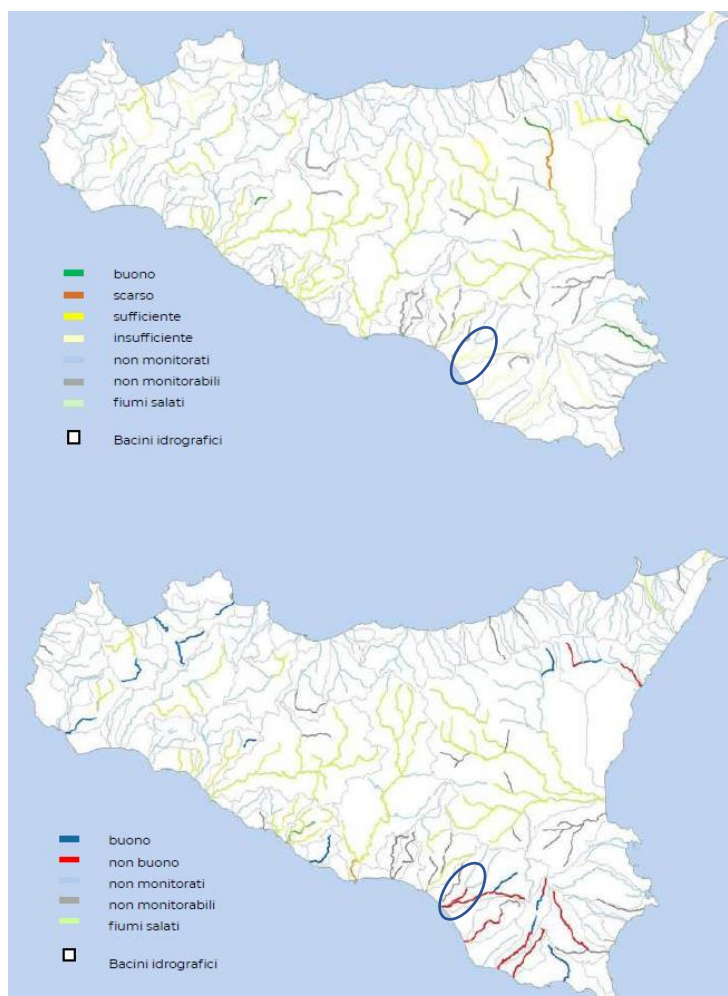 buono
scarso
sufficiente
insufficiente
non monitorati
non monitorabili
fiumi salati
Bacini idrografici
buono
non buono
non monitorati
non monitorabili
fiumi salati
Bacini idrografici